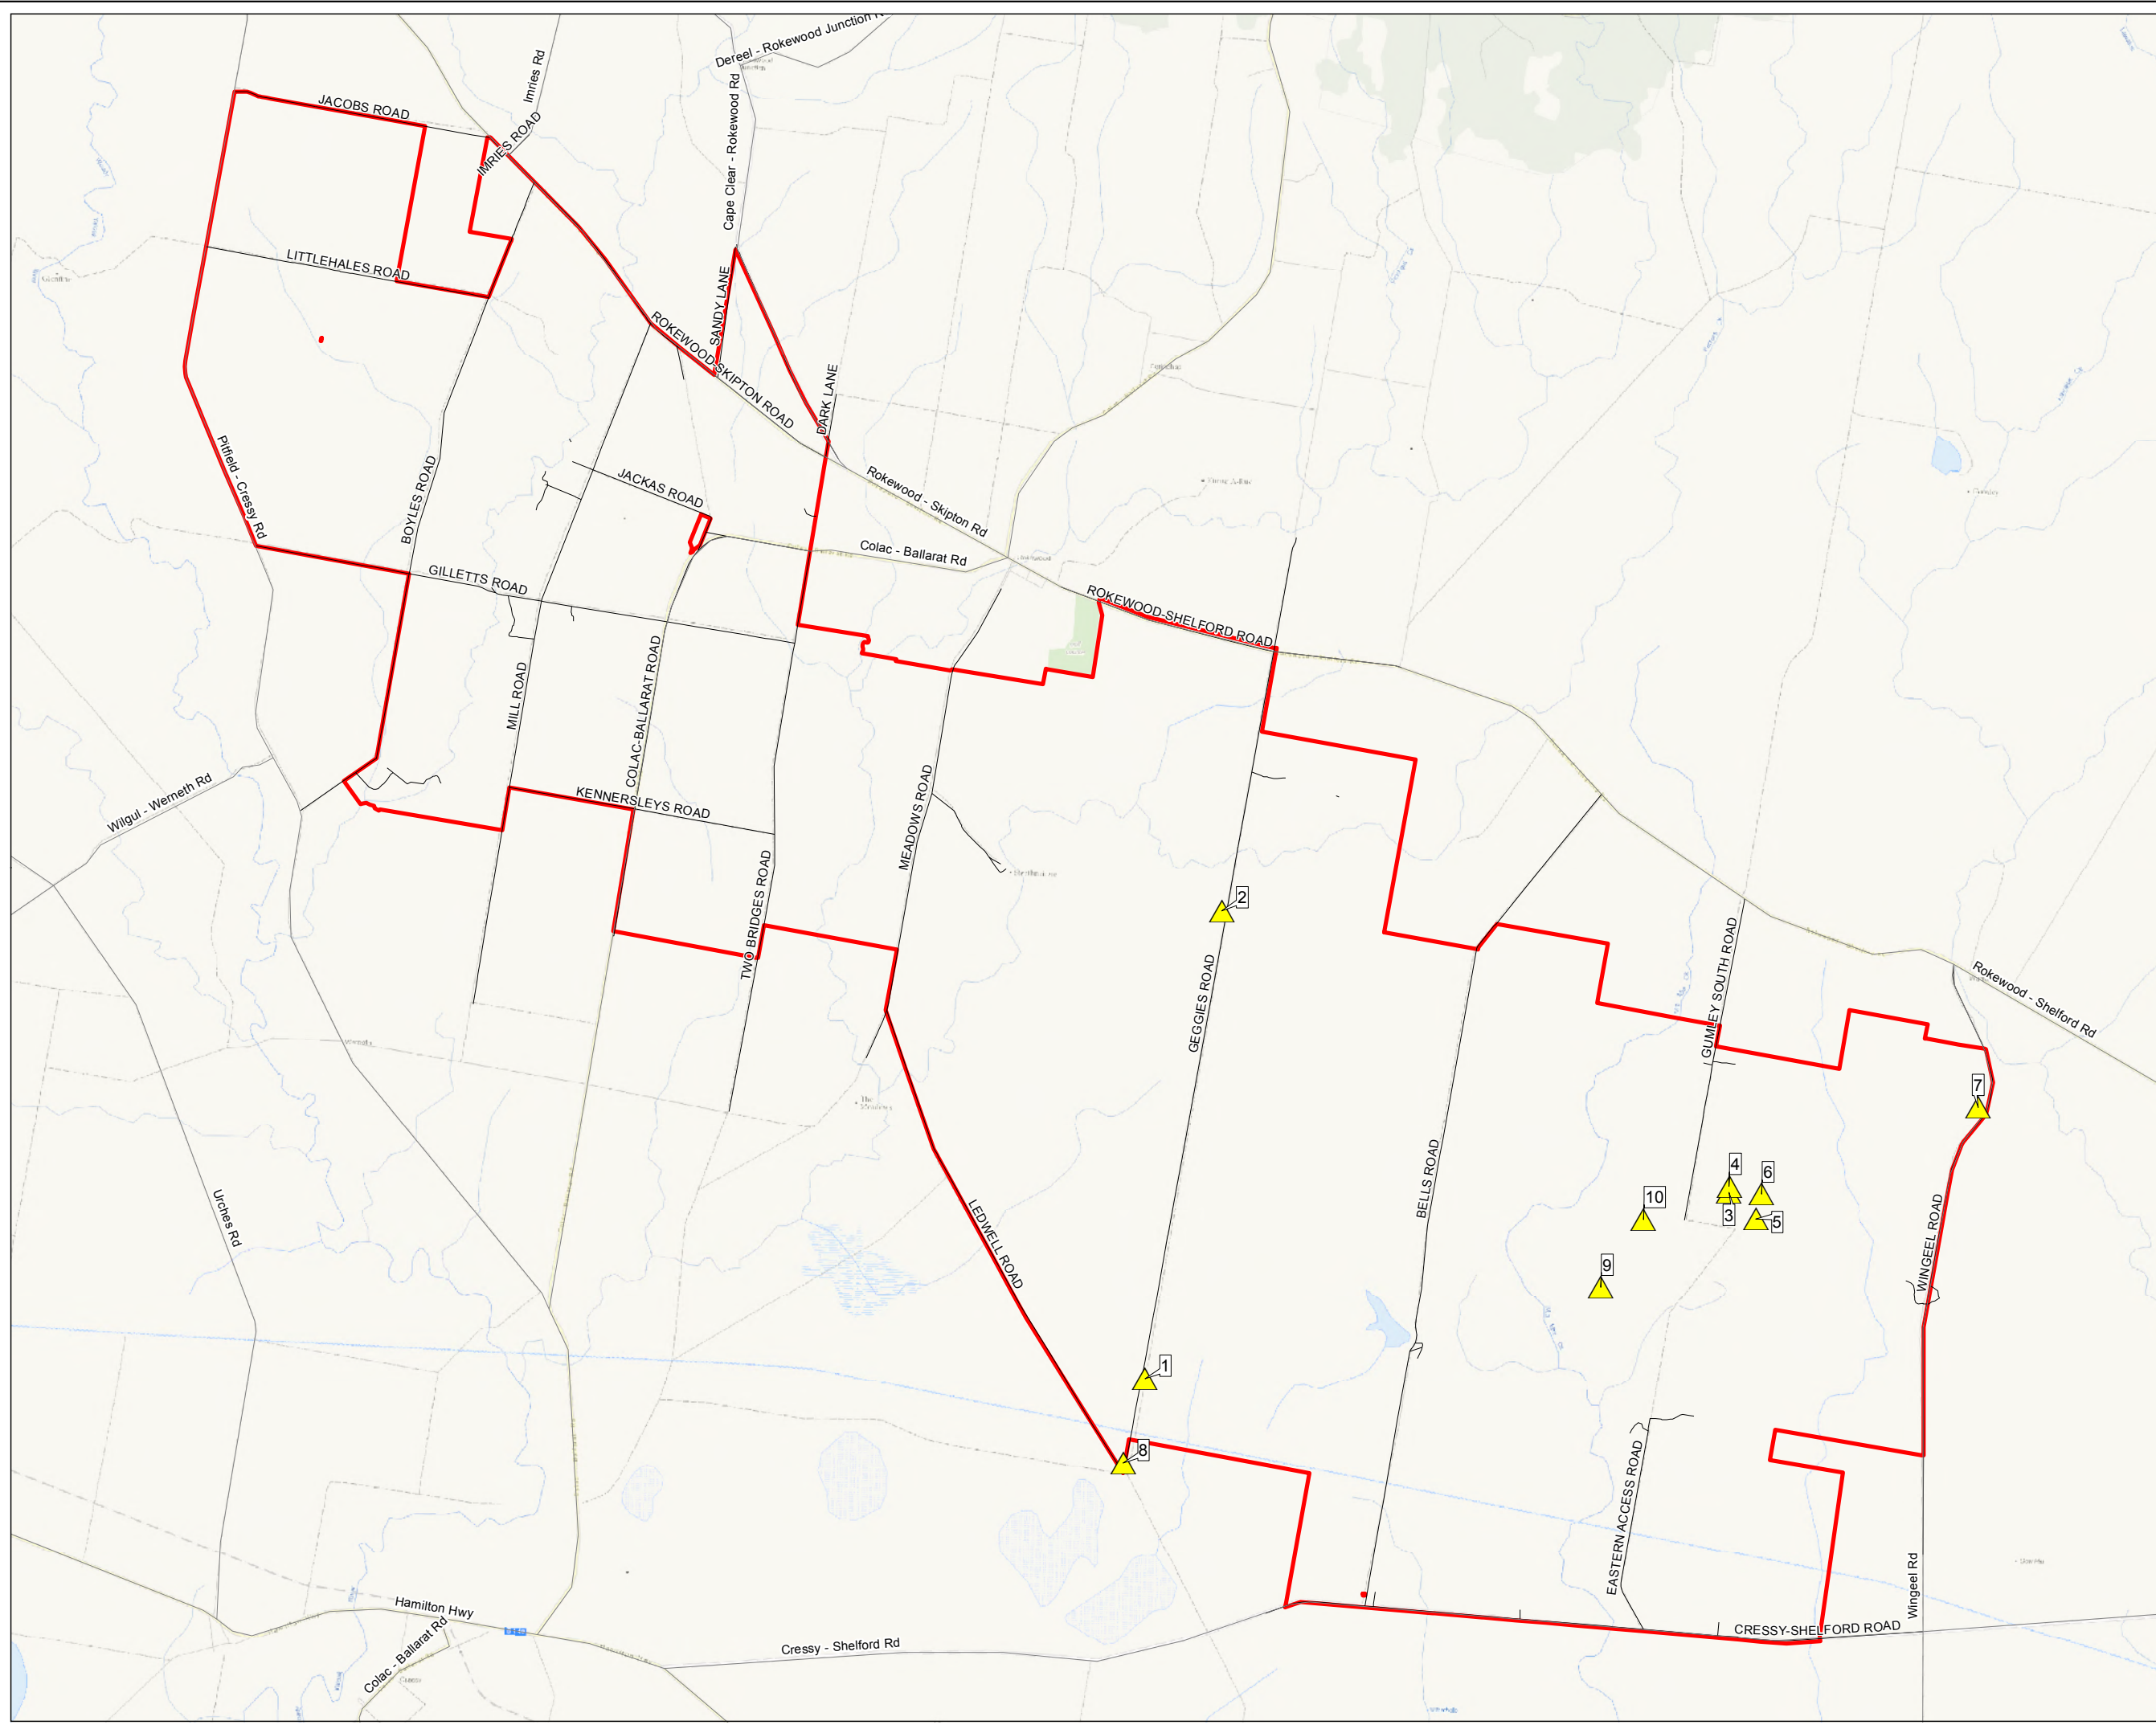 Dereel - Rokewood Junction R
Imries Rd
Cape Clear - Rokewood Rd
JACOBS ROAD
IMRIES ROAD
LITTLEHALES ROAD
SANDY LANE
ROKEWOOD-SKIPTON ROAD
DARK LANE
Pitfield - Cressy Rd
BOYLES ROAD
JACKAS ROAD
Rokewood - Skipton Rd
Colac - Ballarat Rd
GILLETTS ROAD
ROKEWOOD-SHELFORD ROAD
MILL ROAD
COLAC-BALLARAT ROAD
Wilgul - Werneth Rd
KENNERSLEYS ROAD
MEADOWS ROAD
TWO BRIDGES ROAD
2
GEGGIES ROAD
GUMLEY SOUTH ROAD
Rokewood - Shelford Rd
7
The
Meadows
Urches Rd
LEDWELL ROAD
BELLS ROAD
4
6
10
3
5
WINGEEL ROAD
9
1
8
EASTERN ACCESS ROAD
Wingeel Rd
Hamilton Hwy
Colac - Ballarat Rd
Cressy - Shelford Rd
CRESSY-SHELFORD ROAD